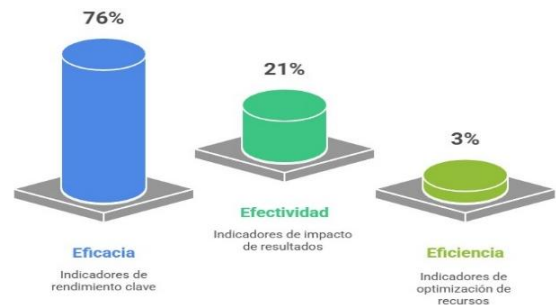 76%
21%
3%
Eficacia
Indicadores de
rendimiento clave
Efectividad
Indicadores de impacto
de resultados
Eficiencia
Indicadores de
optimización de
recursos